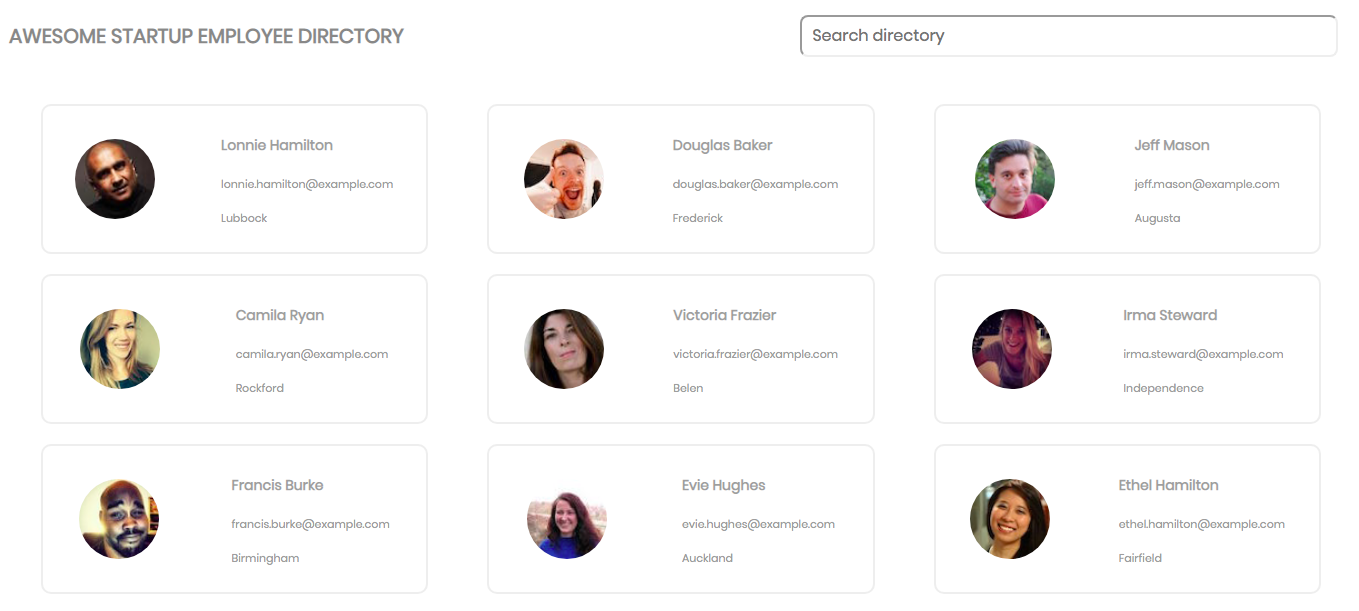 AWESOME STARTUP EMPLOYEE DIRECTORY
Search directory
Lonnie Hamilton
lonnie.hamilton@example.com
Lubbock
Douglas Baker
douglas.baker@example.com
Frederick
Jeff Mason
jeff.mason@example.com
Augusta
Camila Ryan
camila.ryan@example.com
Rockford
Victoria Frazier
victoria.frazier@example.com
Belen
Irma Steward
irma.steward@example.com
Independence
Francis Burke
francis.burke@example.com
Birmingham
Evie Hughes
evie.hughes@example.com
Auckland
Ethel Hamilton
ethel.hamilton@example.com
Fairfield